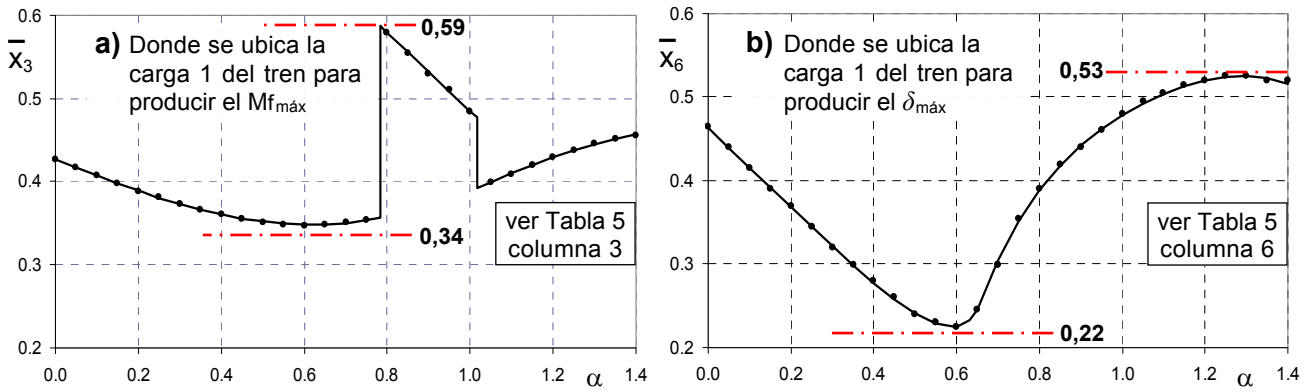 a) Donde se ubica la
carga 1 del tren para
producir el Mfmáx
x̄3
0.6
0.5
0.4
0.3
0.2
0,59
0,34
ver Tabla 5
columna 3
0.0 0.2 0.4 0.6 0.8 1.0 α 1.4
b) Donde se ubica la
carga 1 del tren para
producir el δmáx
x̄6
0.6
0.5
0.4
0.3
0.2
0,53
0,22
ver Tabla 5
columna 6
0.0 0.2 0.4 0.6 0.8 1.0 1.2 α 1.4